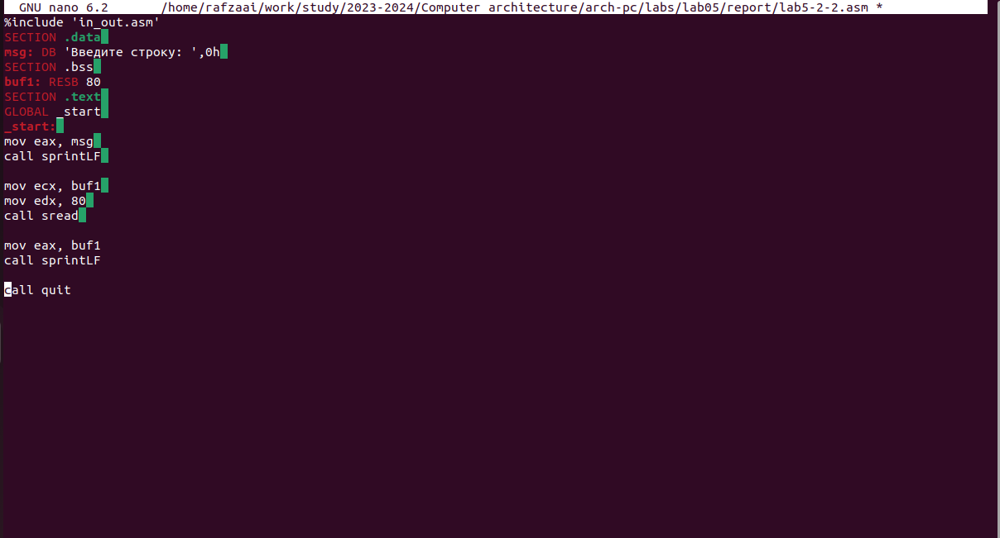 GNU nano 6.2 /home/rafzaai/work/study/2023-2024/Computer architecture/arch-pc/labs/lab05/report/lab5-2-2.asm *
%include 'in_out.asm'
SECTION .data
msg: DB 'Введите строку: ',0h
SECTION .bss
buf1: RESB 80
SECTION .text
GLOBAL _start
_start:
mov eax, msg
call sprintLF

mov ecx, buf1
mov edx, 80
call sread

mov eax, buf1
call sprintLF

call quit